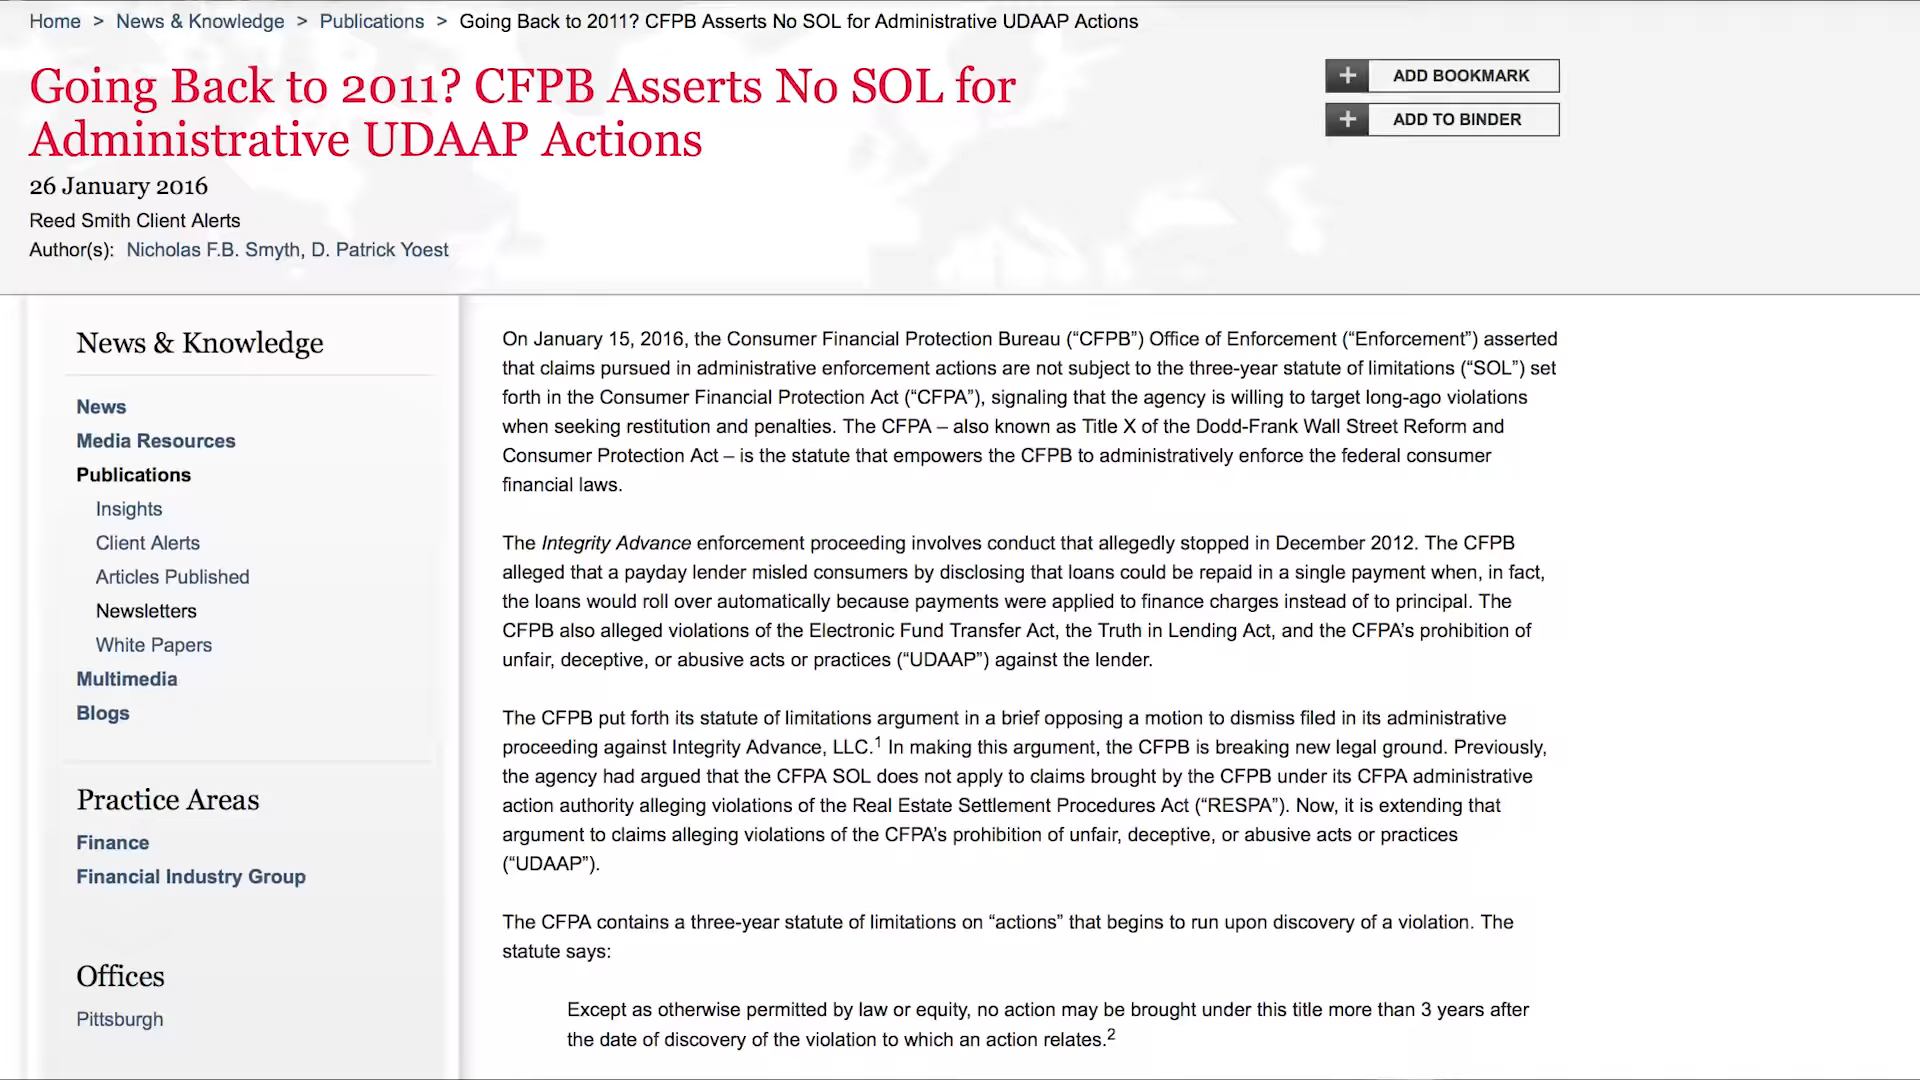 Home > News & Knowledge > Publications > Going Back to 2011? CFPB Asserts No SOL for Administrative UDAAP Actions
Going Back to 2011? CFPB Asserts No SOL for
Administrative UDAAP Actions
26 January 2016
Reed Smith Client Alerts
Author(s): Nicholas F.B. Smyth, D. Patrick Yoest
+ ADD BOOKMARK
+ ADD TO BINDER
News & Knowledge
News
Media Resources
Publications
Insights
Client Alerts
Articles Published
Newsletters
White Papers
Multimedia
Blogs
Practice Areas
Finance
Financial Industry Group
Offices
Pittsburgh
On January 15, 2016, the Consumer Financial Protection Bureau (“CFPB”) Office of Enforcement (“Enforcement”) asserted
that claims pursued in administrative enforcement actions are not subject to the three-year statute of limitations (“SOL”) set
forth in the Consumer Financial Protection Act (“CFPA”), signaling that the agency is willing to target long-ago violations
when seeking restitution and penalties. The CFPA – also known as Title X of the Dodd-Frank Wall Street Reform and
Consumer Protection Act – is the statute that empowers the CFPB to administratively enforce the federal consumer
financial laws.
The Integrity Advance enforcement proceeding involves conduct that allegedly stopped in December 2012. The CFPB
alleged that a payday lender misled consumers by disclosing that loans could be repaid in a single payment when, in fact,
the loans would roll over automatically because payments were applied to finance charges instead of to principal. The
CFPB also alleged violations of the Electronic Fund Transfer Act, the Truth in Lending Act, and the CFPA’s prohibition of
unfair, deceptive, or abusive acts or practices (“UDAAP”) against the lender.
The CFPB put forth its statute of limitations argument in a brief opposing a motion to dismiss filed in its administrative
proceeding against Integrity Advance, LLC.1 In making this argument, the CFPB is breaking new legal ground. Previously,
the agency had argued that the CFPA SOL does not apply to claims brought by the CFPB under its CFPA administrative
action authority alleging violations of the Real Estate Settlement Procedures Act (“RESPA”). Now, it is extending that
argument to claims alleging violations of the CFPA’s prohibition of unfair, deceptive, or abusive acts or practices
(“UDAAP”).
The CFPA contains a three-year statute of limitations on “actions” that begins to run upon discovery of a violation. The
statute says:
Except as otherwise permitted by law or equity, no action may be brought under this title more than 3 years after
the date of discovery of the violation to which an action relates.2